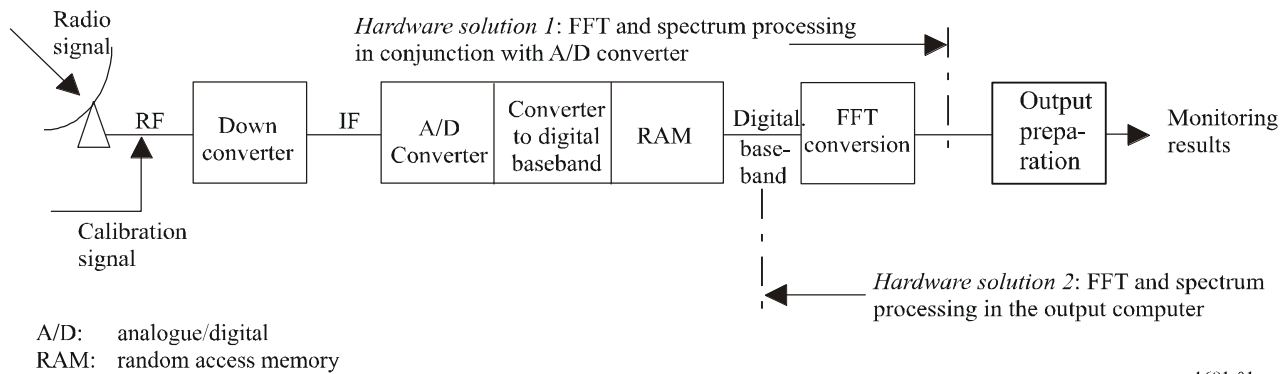 Radio
signal
Hardware solution 1: FFT and spectrum processing
in conjunction with A/D converter
RF
Down
converter
IF
A/D
Converter
Converter
to digital
baseband
RAM
Digital.
base-
band
FFT
conversion
Output
prepa-
ration
Monitoring
results
Calibration
signal
Hardware solution 2: FFT and spectrum
processing in the output computer
A/D: analogue/digital
RAM: random access memory